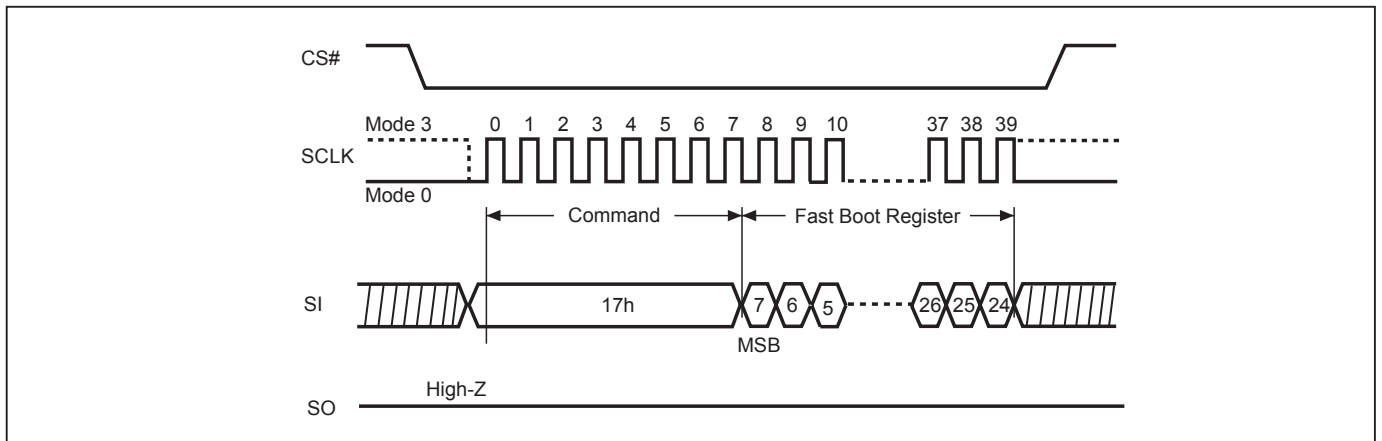 CS#
Mode 3 0 1 2 3 4 5 6 7 8 9 10 37 38 39
SCLK
Mode 0
Command Fast Boot Register
SI 17h 7 6 5 26 25 24
MSB
High-Z
SO